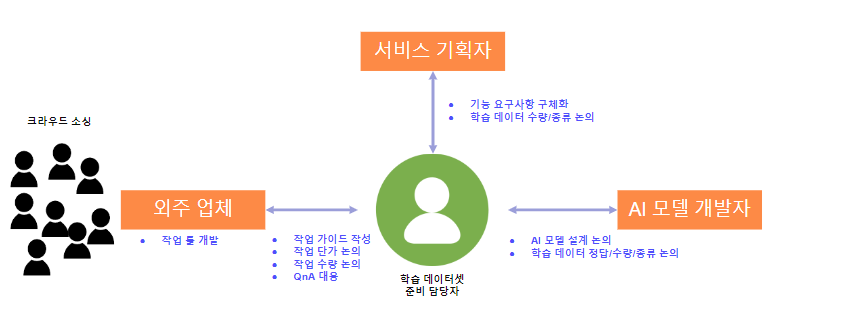 서비스 기획자
● 기능 요구사항 구체화
● 학습 데이터 수량/종류 논의
크라우드 소싱
외주 업체
● 작업 툴 개발
● 작업 가이드 작성
● 작업 단가 논의
● 작업 수량 논의
● QnA 대응
학습 데이터셋
준비 담당자
AI 모델 개발자
● AI 모델 설계 논의
● 학습 데이터 정답/수량/종류 논의